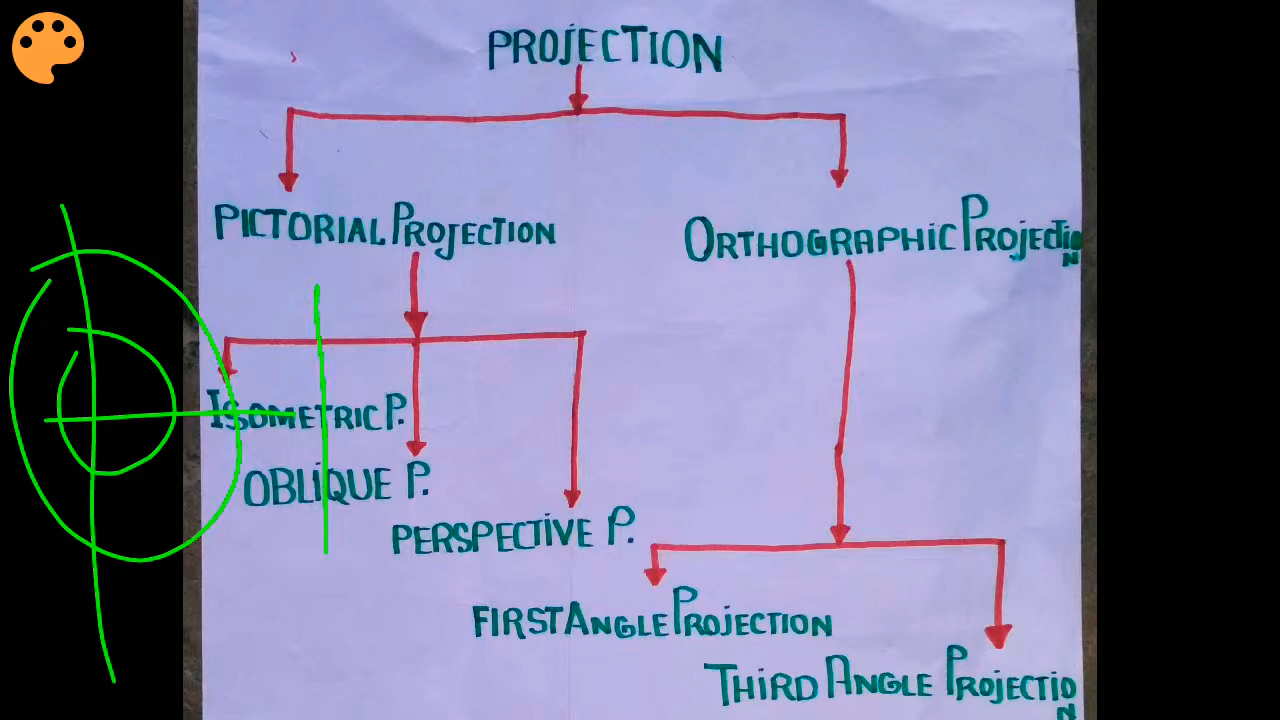 PROJECTION
PICTORIAL PROJECTION
ORTHOGRAPHIC PROJECTION
ISOMETRIC P.
OBLIQUE P.
PERSPECTIVE P.
FIRST ANGLE PROJECTION
THIRD ANGLE PROJECTION